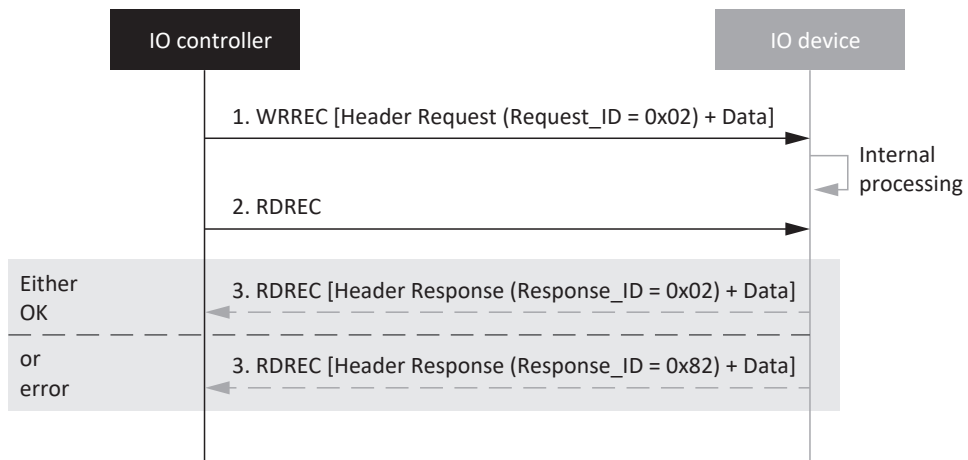 IO controller
IO device
1. WRREC [Header Request (Request_ID = 0x02) + Data]
Internal
processing
2. RDREC
Either
OK
3. RDREC [Header Response (Response_ID = 0x02) + Data]
or
error
3. RDREC [Header Response (Response_ID = 0x82) + Data]